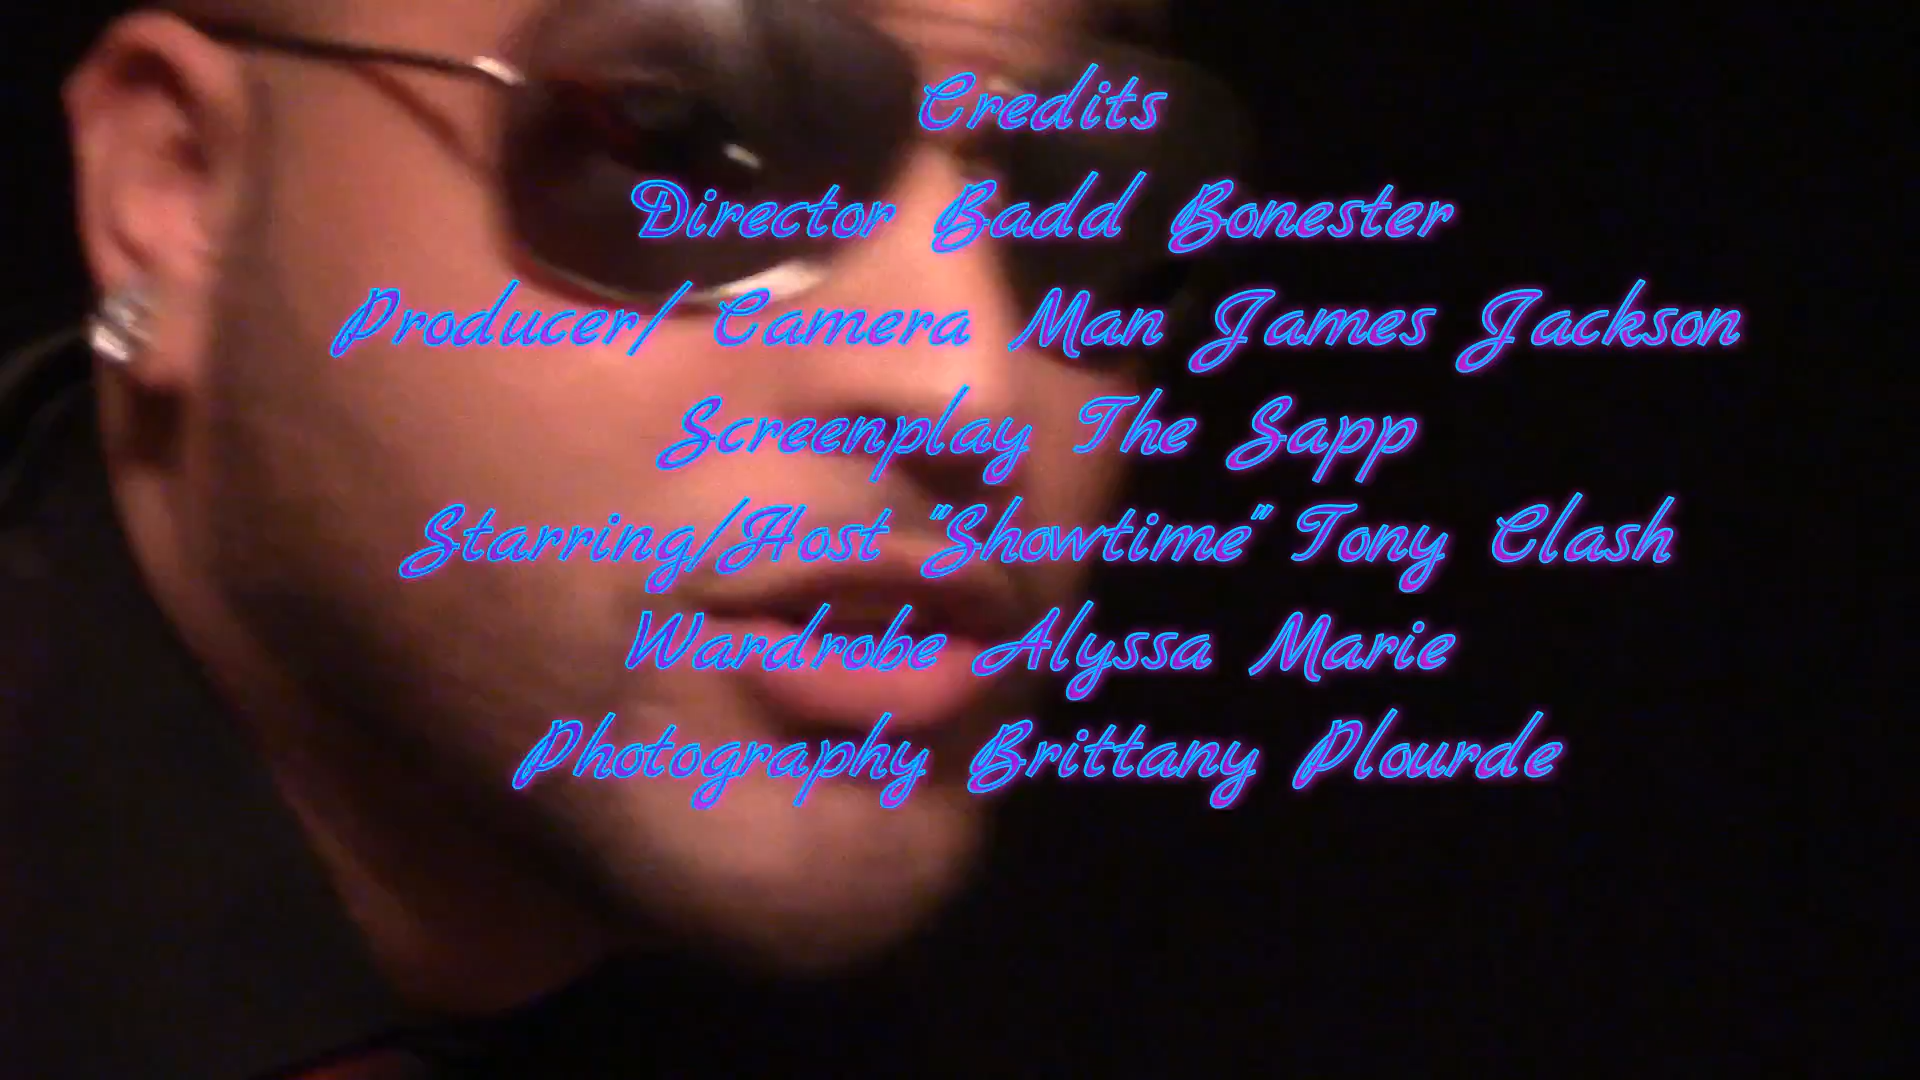 Credits
Director Badd Bonester
Producer/ Camera Man James Jackson
Screenplay The Sapp
Starring/Host "Showtime" Tony Clash
Wardrobe Alyssa Marie
Photography Brittany Plourde